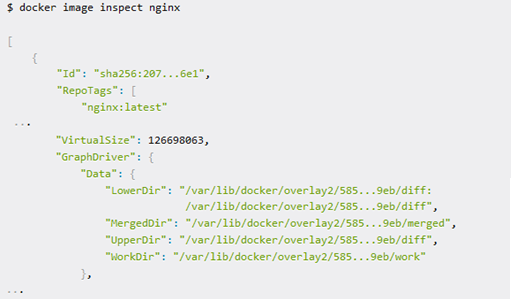 $ docker image inspect nginx
[
{
"Id": "sha256:207...6e1",
"RepoTags": [
"nginx:latest"
...
"VirtualSize": 126698063,
"GraphDriver": {
"Data": {
"LowerDir": "/var/lib/docker/overlay2/585...9eb/diff:
/var/lib/docker/overlay2/585...9eb/diff",
"MergedDir": "/var/lib/docker/overlay2/585...9eb/merged",
"UpperDir": "/var/lib/docker/overlay2/585...9eb/diff",
"WorkDir": "/var/lib/docker/overlay2/585...9eb/work"
},
...